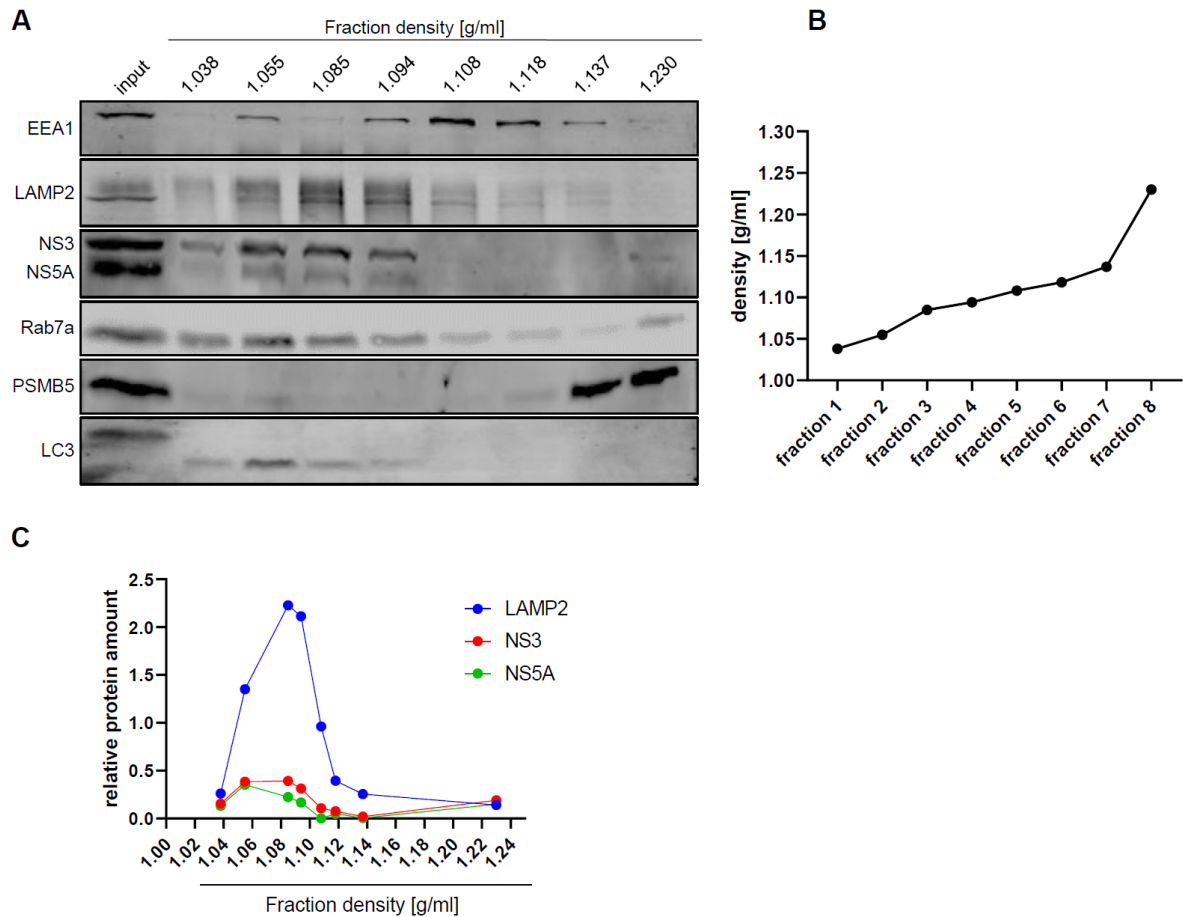 A
Fraction density [g/ml]
input 1.038 1.055 1.085 1.094 1.108 1.118 1.137 1.230
EEA1
LAMP2
NS3
NS5A
Rab7a
PSMB5
LC3
B
density [g/ml]
1.30
1.25
1.20
1.15
1.10
1.05
1.00
fraction 1 fraction 2 fraction 3 fraction 4 fraction 5 fraction 6 fraction 7 fraction 8
C
relative protein amount
2.5
2.0
1.5
1.0
0.5
0.0
1.00 1.02 1.04 1.06 1.08 1.10 1.12 1.14 1.16 1.18 1.20 1.22 1.24
Fraction density [g/ml]
LAMP2
NS3
NS5A